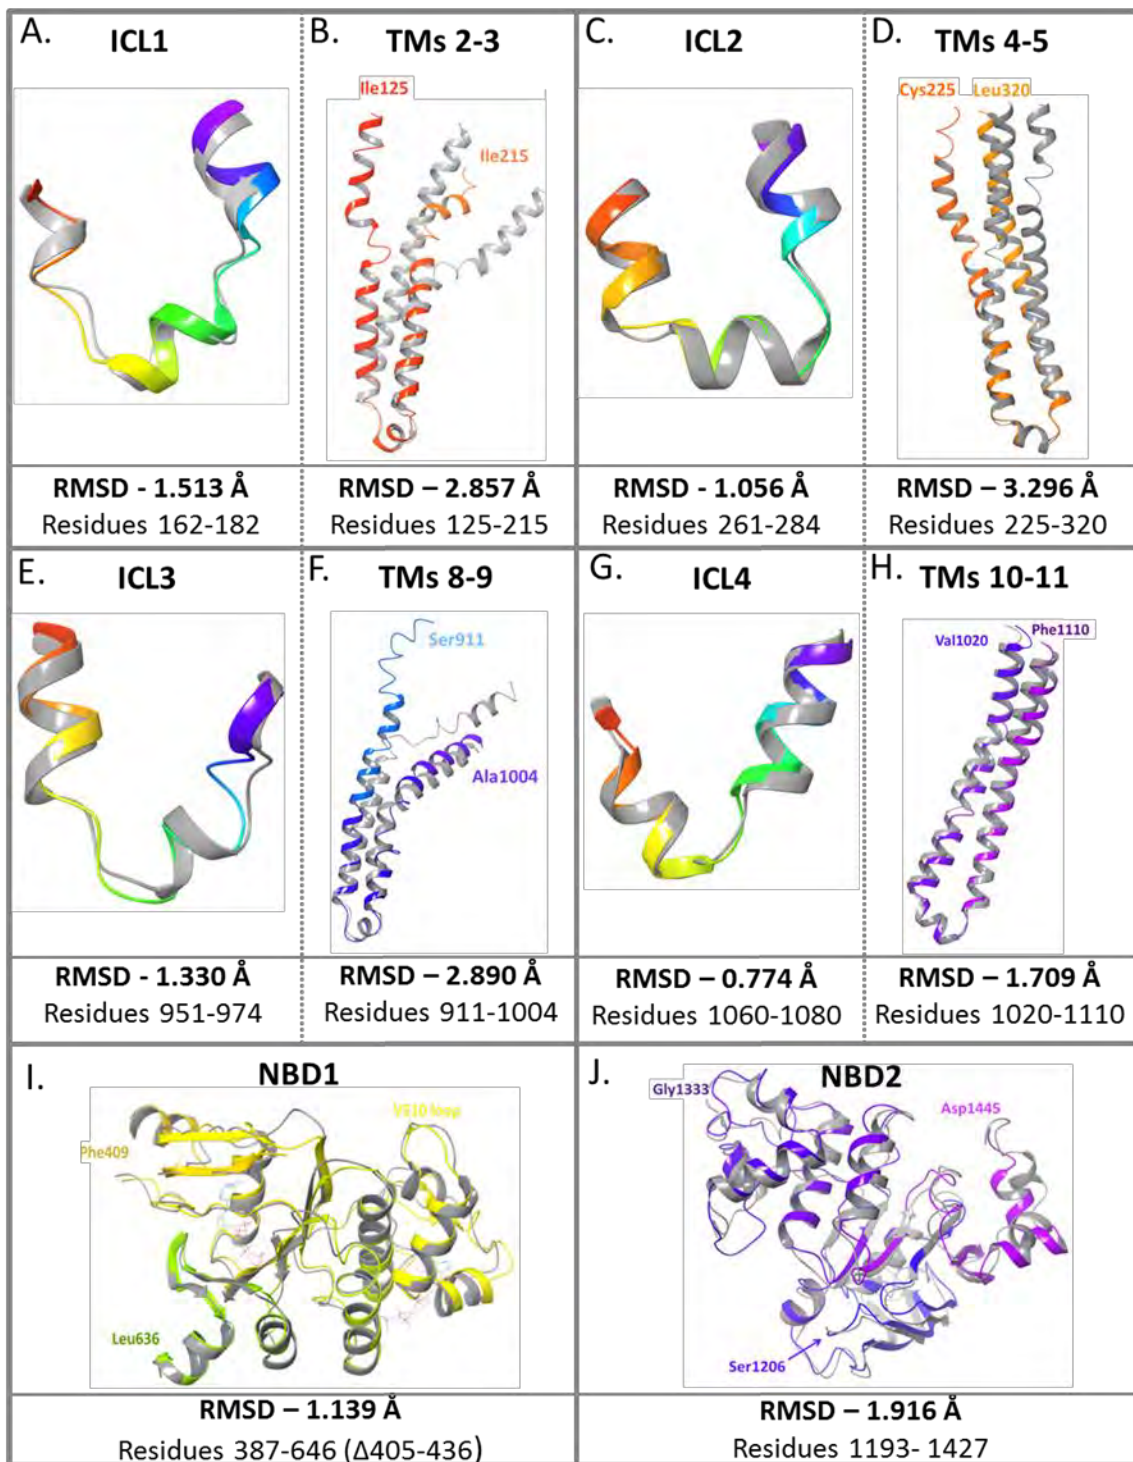 A.
ICL1
B.
TMs 2-3
Ile125
Ile215
C.
ICL2
D.
TMs 4-5
Cys225
Leu320
RMSD - 1.513 Å
Residues 162-182
RMSD – 2.857 Å
Residues 125-215
RMSD - 1.056 Å
Residues 261-284
RMSD – 3.296 Å
Residues 225-320
E.
ICL3
F.
TMs 8-9
Ser911
Ala1004
G.
ICL4
H.
TMs 10-11
Val1020
Phe1110
RMSD - 1.330 Å
Residues 951-974
RMSD – 2.890 Å
Residues 911-1004
RMSD – 0.774 Å
Residues 1060-1080
RMSD – 1.709 Å
Residues 1020-1110
I.
NBD1
V510 loop
Phe409
Leu636
J.
NBD2
Gly1333
Asp1445
Ser1206
RMSD – 1.139 Å
Residues 387-646 (Δ405-436)
RMSD – 1.916 Å
Residues 1193- 1427